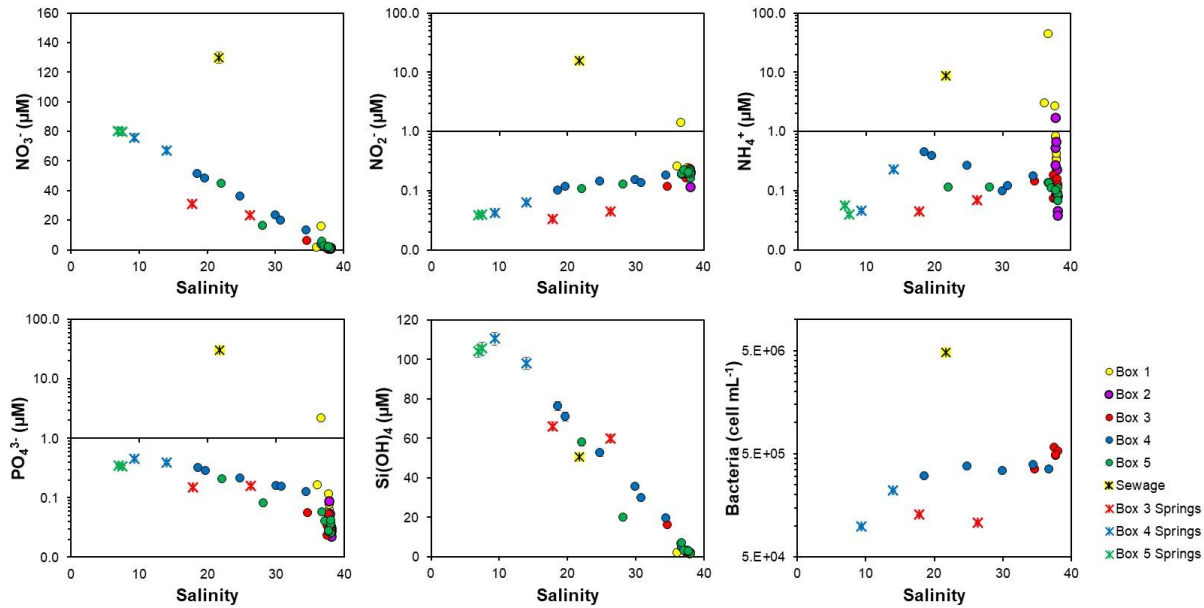 160
140
120
100
80
60
40
20
0
NO₃⁻ (µM)
0 10 20 30 40
Salinity
100.0
10.0
1.0
0.1
0.0
NO₂⁻ (µM)
0 10 20 30 40
Salinity
100.0
10.0
1.0
0.1
0.0
NH₄⁺ (µM)
0 10 20 30 40
Salinity
100.0
10.0
1.0
0.1
0.0
PO₄³⁻ (µM)
0 10 20 30 40
Salinity
120
100
80
60
40
20
0
Si(OH)₄ (µM)
0 10 20 30 40
Salinity
5.E+06
5.E+05
5.E+04
Bacteria (cell mL⁻¹)
0 10 20 30 40
Salinity
Box 1
Box 2
Box 3
Box 4
Box 5
Sewage
Box 3 Springs
Box 4 Springs
Box 5 Springs